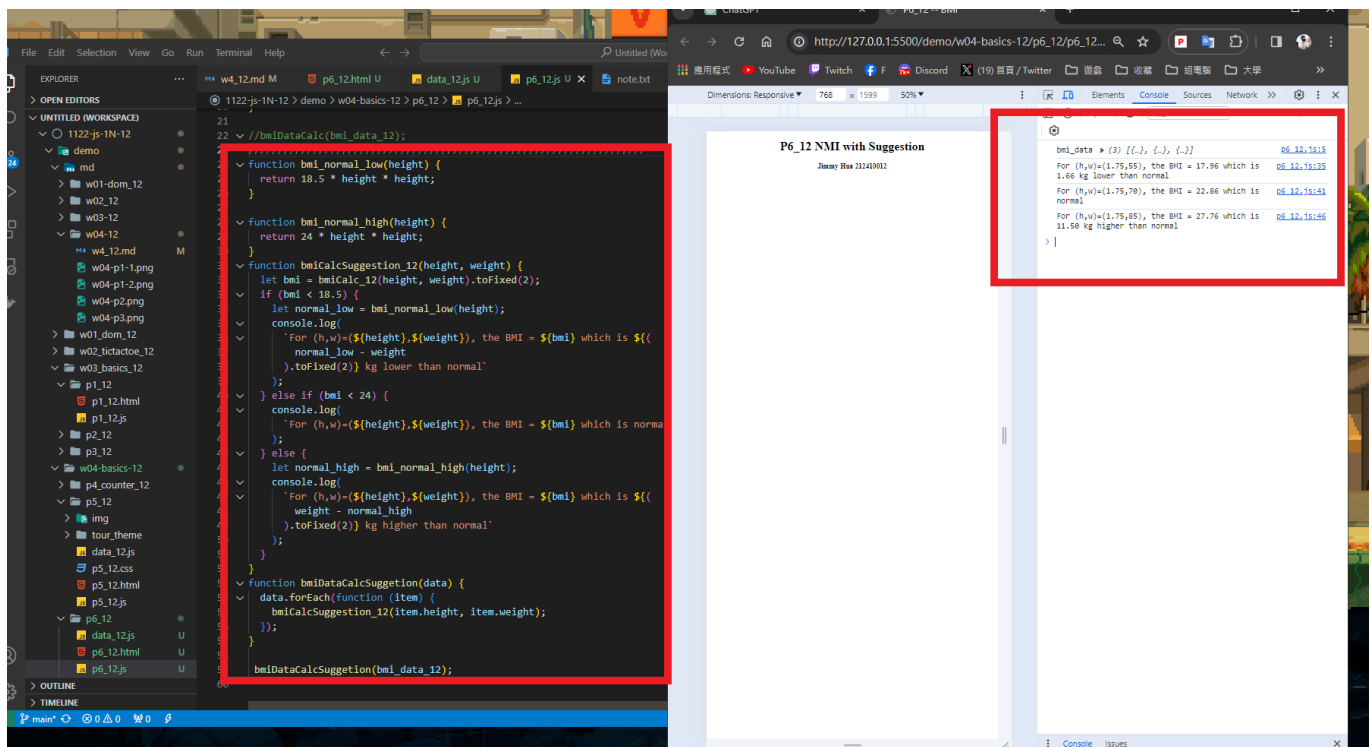 ChatGPT
P6_12 -- BMI
File Edit Selection View Go Run Terminal Help
Untitled (Wo
http://127.0.0.1:5500/demo/w04-basics-12/p6_12/p6_12...
EXPLORER
w4_12.md M
p6_12.html U
data_12.js U
p6_12.js U
note.txt
應用程式 YouTube Twitch F Discord (19) 首頁 / Twitter 遊戲 收藏 組電腦 大學
OPEN EDITORS
1122-js-1N-12 > demo > w04-basics-12 > p6_12 > p6_12.js > ...
Dimensions: Responsive 768 × 1599 50%
Elements Console Sources Network
UNTITLED (WORKSPACE)
1122-js-1N-12
demo
md
w01-dom_12
w02_12
w03-12
w04-12
w4_12.md M
w04-p1-1.png
w04-p1-2.png
w04-p2.png
w04-p3.png
w01_dom_12
w02_tictactoe_12
w03_basics_12
p1_12
p1_12.html
p1_12.js
p2_12
p3_12
w04-basics-12
p4_counter_12
p5_12
img
tour_theme
data_12.js
p5_12.css
p5_12.html
p5_12.js
p6_12
data_12.js U
p6_12.html U
p6_12.js U
OUTLINE
TIMELINE
main* 0 0 0
24
21
22 //bmiDataCalc(bmi_data_12);
function bmi_normal_low(height) {
return 18.5 * height * height;
}
function bmi_normal_high(height) {
return 24 * height * height;
}
function bmiCalcSuggestion_12(height, weight) {
let bmi = bmiCalc_12(height, weight).toFixed(2);
if (bmi < 18.5) {
let normal_low = bmi_normal_low(height);
console.log(
`For (h,w)=(${height},${weight}), the BMI = ${bmi} which is ${(
normal_low - weight
).toFixed(2)} kg lower than normal`
);
} else if (bmi < 24) {
console.log(
`For (h,w)=(${height},${weight}), the BMI = ${bmi} which is norma
);
} else {
let normal_high = bmi_normal_high(height);
console.log(
`For (h,w)=(${height},${weight}), the BMI = ${bmi} which is ${(
weight - normal_high
).toFixed(2)} kg higher than normal`
);
}
}
function bmiDataCalcSuggetion(data) {
data.forEach(function (item) {
bmiCalcSuggestion_12(item.height, item.weight);
});
}
bmiDataCalcSuggetion(bmi_data_12);
60
P6_12 NMI with Suggestion
Jimmy Hua 212410012
bmi_data (3) [{…}, {…}, {…}] p6_12.js:5
For (h,w)=(1.75,55), the BMI = 17.96 which is p6_12.js:35
1.66 kg lower than normal
For (h,w)=(1.75,70), the BMI = 22.86 which is p6_12.js:41
normal
For (h,w)=(1.75,85), the BMI = 27.76 which is p6_12.js:46
11.50 kg higher than normal
Console Issues